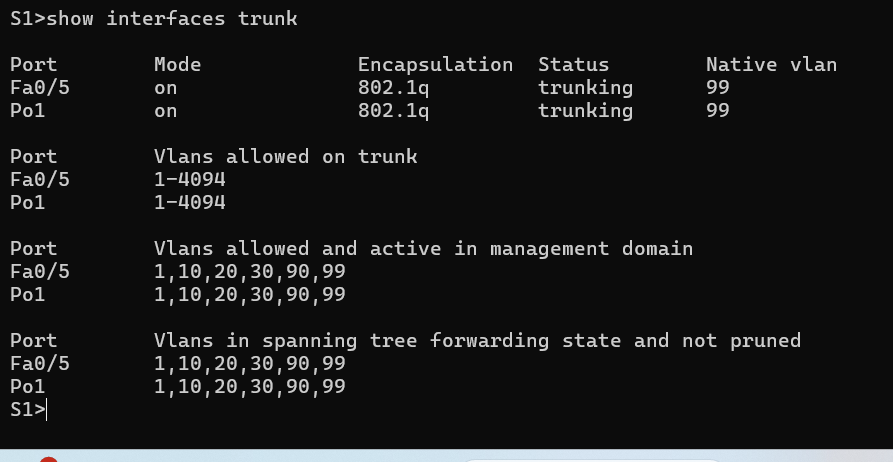 S1>show interfaces trunk
Port Mode Encapsulation Status Native vlan
Fa0/5 on 802.1q trunking 99
Po1 on 802.1q trunking 99
Port Vlans allowed on trunk
Fa0/5 1-4094
Po1 1-4094
Port Vlans allowed and active in management domain
Fa0/5 1,10,20,30,90,99
Po1 1,10,20,30,90,99
Port Vlans in spanning tree forwarding state and not pruned
Fa0/5 1,10,20,30,90,99
Po1 1,10,20,30,90,99
S1>